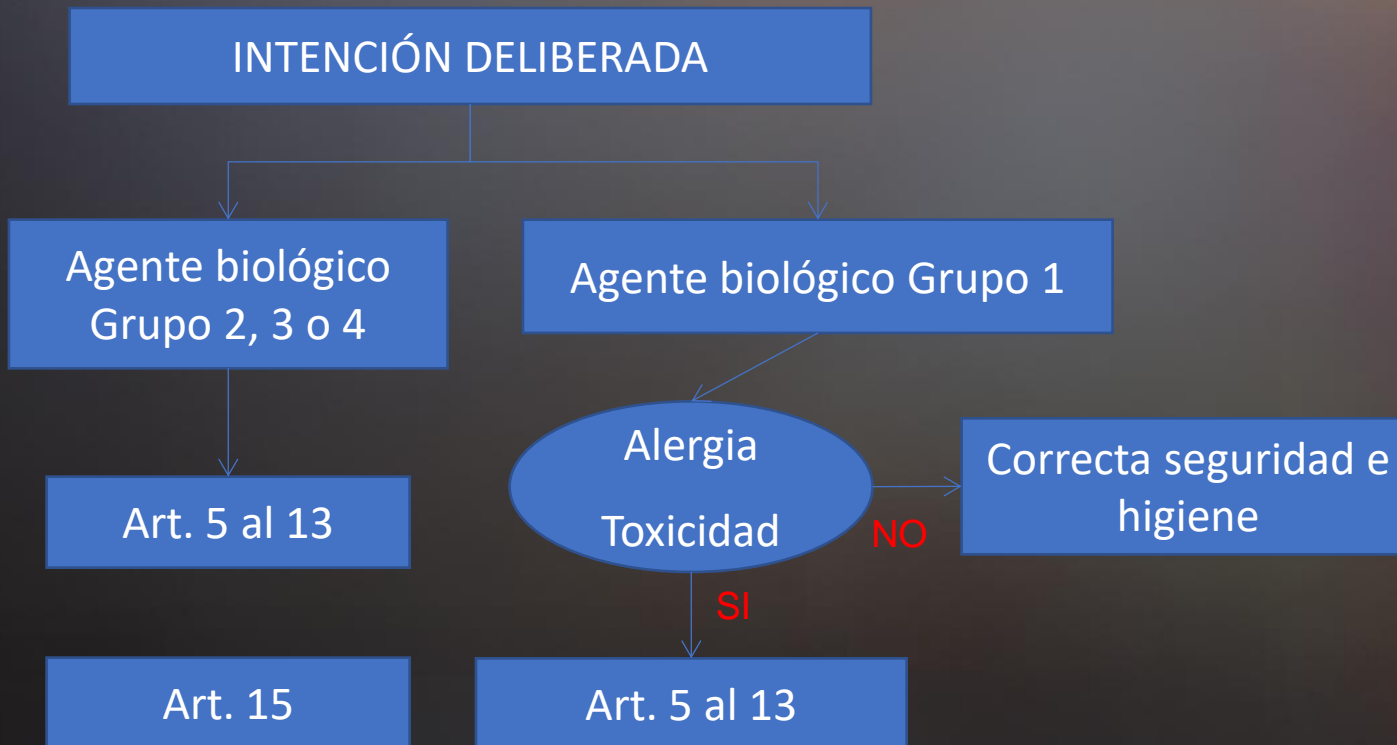 INTENCIÓN DELIBERADA
Agente biológico
Grupo 2, 3 o 4
Agente biológico Grupo 1
Alergia
Toxicidad
Correcta seguridad e
higiene
NO
Art. 5 al 13
SI
Art. 15
Art. 5 al 13